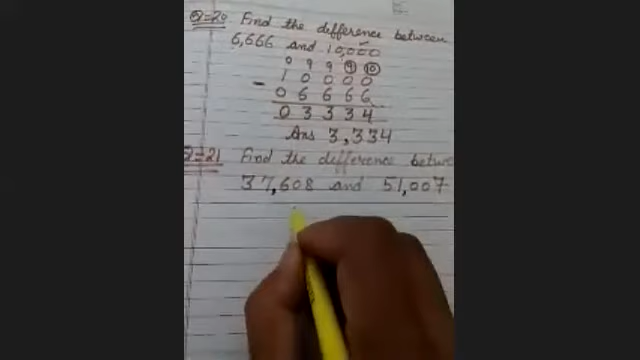 Q=20 Find the difference between
6,666 and 10,000
0 9 9 9 10
1 0 0 0 0
- 0 6 6 6 6
0 3 3 3 4
Ans 3,334
Q=21 Find the difference betwe
37,608 and 51,007